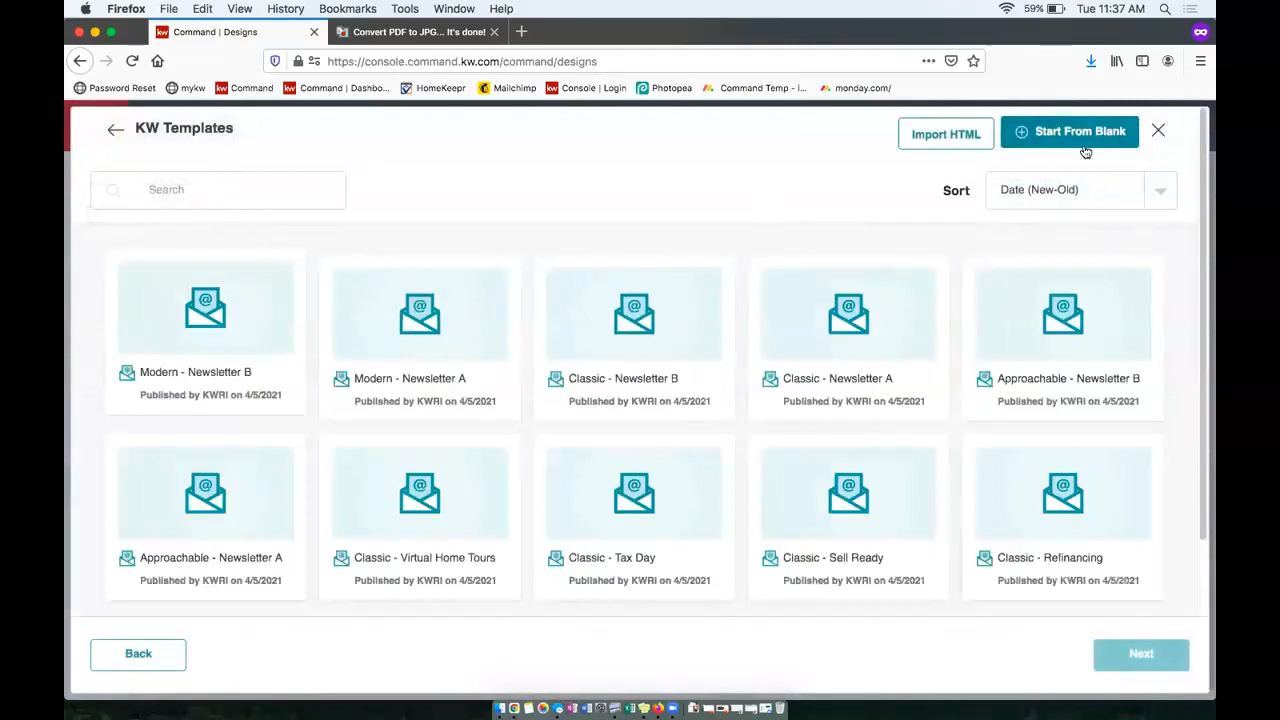 Firefox File Edit View History Bookmarks Tools Window Help 59% Tue 11:37 AM
kw Command | Designs Convert PDF to JPG... It's done!
https://console.command.kw.com/command/designs
Password Reset mykw kw Command kw Command | Dashbo... HomeKeepr Mailchimp kw Console | Login Photopea Command Temp - i... monday.com/
KW Templates Import HTML Start From Blank
Search Sort Date (New-Old)
Modern - Newsletter B Modern - Newsletter A Classic - Newsletter B Classic - Newsletter A Approachable - Newsletter B
Published by KWRI on 4/5/2021 Published by KWRI on 4/5/2021 Published by KWRI on 4/5/2021 Published by KWRI on 4/5/2021 Published by KWRI on 4/5/2021
Approachable - Newsletter A Classic - Virtual Home Tours Classic - Tax Day Classic - Sell Ready Classic - Refinancing
Published by KWRI on 4/5/2021 Published by KWRI on 4/5/2021 Published by KWRI on 4/5/2021 Published by KWRI on 4/5/2021 Published by KWRI on 4/5/2021
Back Next